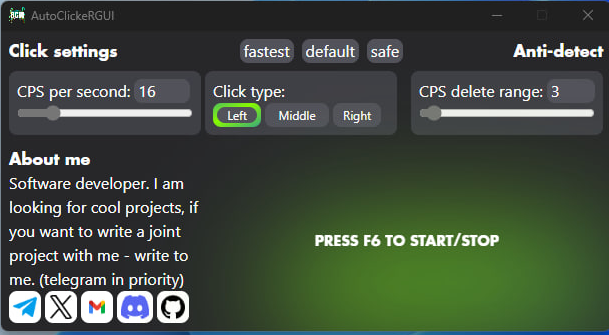 AutoClickeRGUI
Click settings
fastest default safe
Anti-detect
CPS per second: 16
Click type:
Left Middle Right
CPS delete range: 3
About me
Software developer. I am
looking for cool projects, if
you want to write a joint
project with me - write to
me. (telegram in priority)
PRESS F6 TO START/STOP